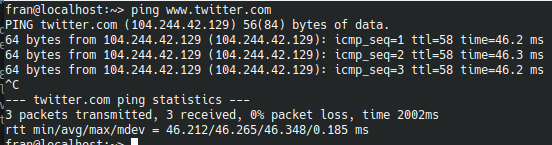 fran@localhost:~> ping www.twitter.com
PING twitter.com (104.244.42.129) 56(84) bytes of data.
64 bytes from 104.244.42.129 (104.244.42.129): icmp_seq=1 ttl=58 time=46.2 ms
64 bytes from 104.244.42.129 (104.244.42.129): icmp_seq=2 ttl=58 time=46.3 ms
64 bytes from 104.244.42.129 (104.244.42.129): icmp_seq=3 ttl=58 time=46.2 ms
^C
--- twitter.com ping statistics ---
3 packets transmitted, 3 received, 0% packet loss, time 2002ms
rtt min/avg/max/mdev = 46.212/46.265/46.348/0.185 ms
fran@localhost:~>